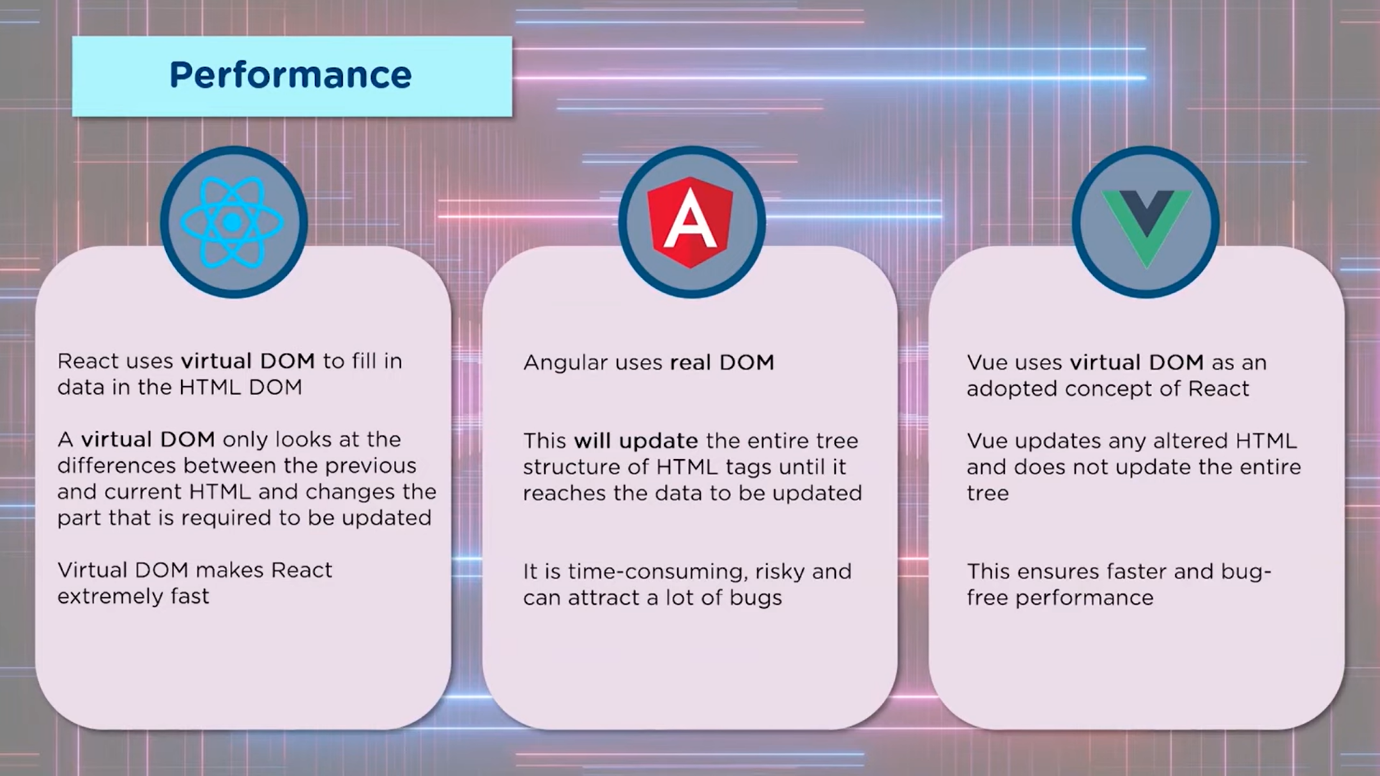 Performance
React uses virtual DOM to fill in
data in the HTML DOM
A virtual DOM only looks at the
differences between the previous
and current HTML and changes the
part that is required to be updated
Virtual DOM makes React
extremely fast
A
Angular uses real DOM
This will update the entire tree
structure of HTML tags until it
reaches the data to be updated
It is time-consuming, risky and
can attract a lot of bugs
Vue uses virtual DOM as an
adopted concept of React
Vue updates any altered HTML
and does not update the entire
tree
This ensures faster and bug-
free performance